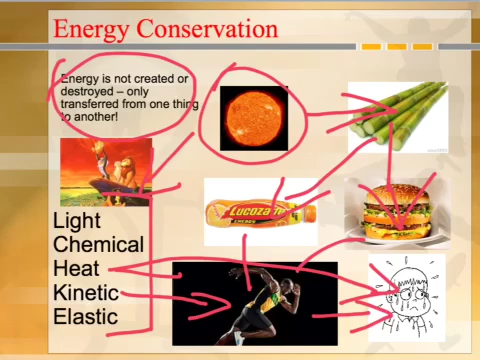 Energy Conservation
Energy is not created or
destroyed – only
transferred from one thing
to another!
Lucozade
ENERGY
Light
Chemical
Heat
Kinetic
Elastic